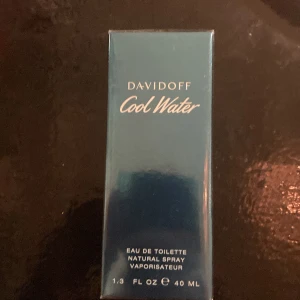 DAVIDOFF
Cool Water
EAU DE TOILETTE
NATURAL SPRAY
VAPORISATEUR
1.3 FL OZ ℮ 40 ML